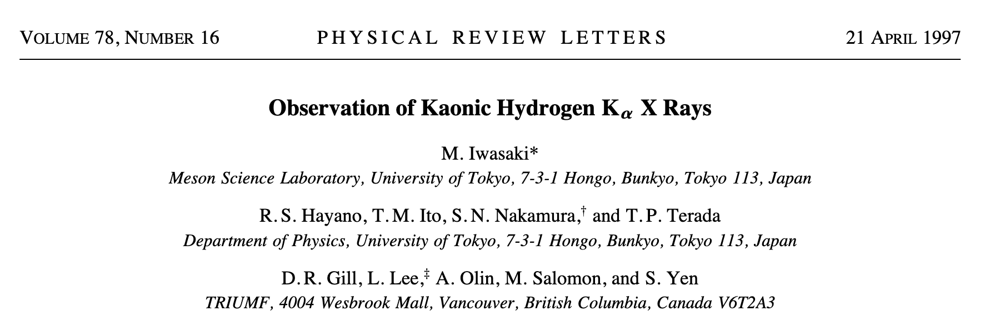 VOLUME 78, NUMBER 16 PHYSICAL REVIEW LETTERS 21 APRIL 1997
Observation of Kaonic Hydrogen Kα X Rays
M. Iwasaki*
Meson Science Laboratory, University of Tokyo, 7-3-1 Hongo, Bunkyo, Tokyo 113, Japan
R. S. Hayano, T. M. Ito, S. N. Nakamura,† and T. P. Terada
Department of Physics, University of Tokyo, 7-3-1 Hongo, Bunkyo, Tokyo 113, Japan
D. R. Gill, L. Lee,‡ A. Olin, M. Salomon, and S. Yen
TRIUMF, 4004 Wesbrook Mall, Vancouver, British Columbia, Canada V6T2A3